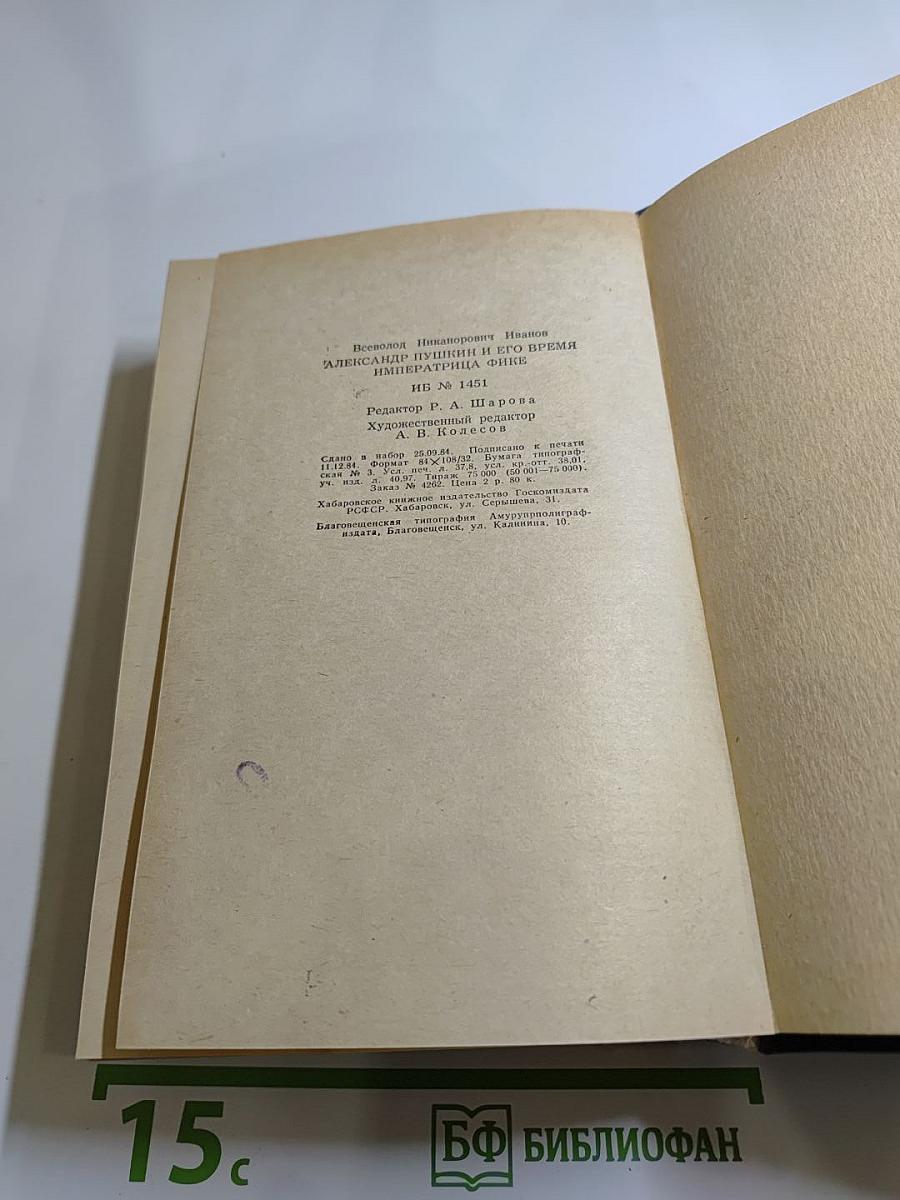 Всеволод Никанорович Иванов
АЛЕКСАНДР ПУШКИН И ЕГО ВРЕМЯ
ИМПЕРАТРИЦА ФИКЕ
ИБ № 1451
Редактор Р. А. Шарова
Художественный редактор
А. В. Колесов
Сдано в набор 25.09.84. Подписано к печати
11.12.84. Формат 84×108/32. Бумага типограф-
ская № 3. Усл. печ. л. 37,8, усл. кр.-отт. 38,01,
уч. изд. л. 40,97. Тираж 75 000 (50 001—75 000).
Заказ № 4262. Цена 2 р. 80 к.
Хабаровское книжное издательство Госкомиздата
РСФСР. Хабаровск, ул. Серышева, 31.
Благовещенская типография Амурупрполиграф-
издата, Благовещенск, ул. Калинина, 10.
15 с
БФ БИБЛИОФАН